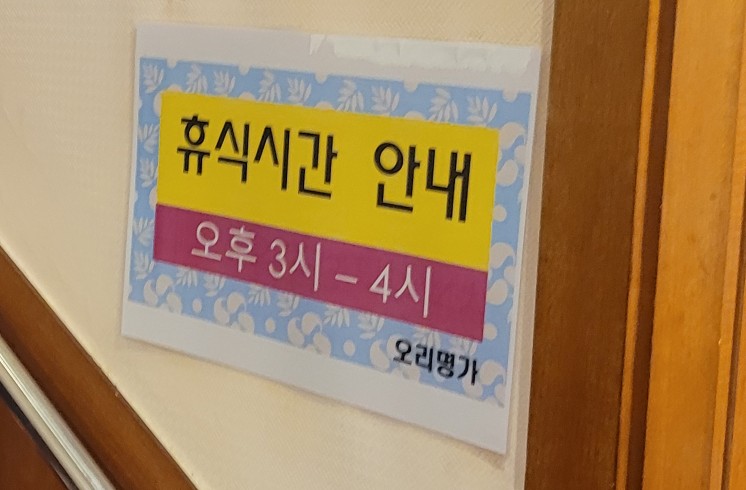 휴식시간 안내
오후 3시 - 4시
오리명가